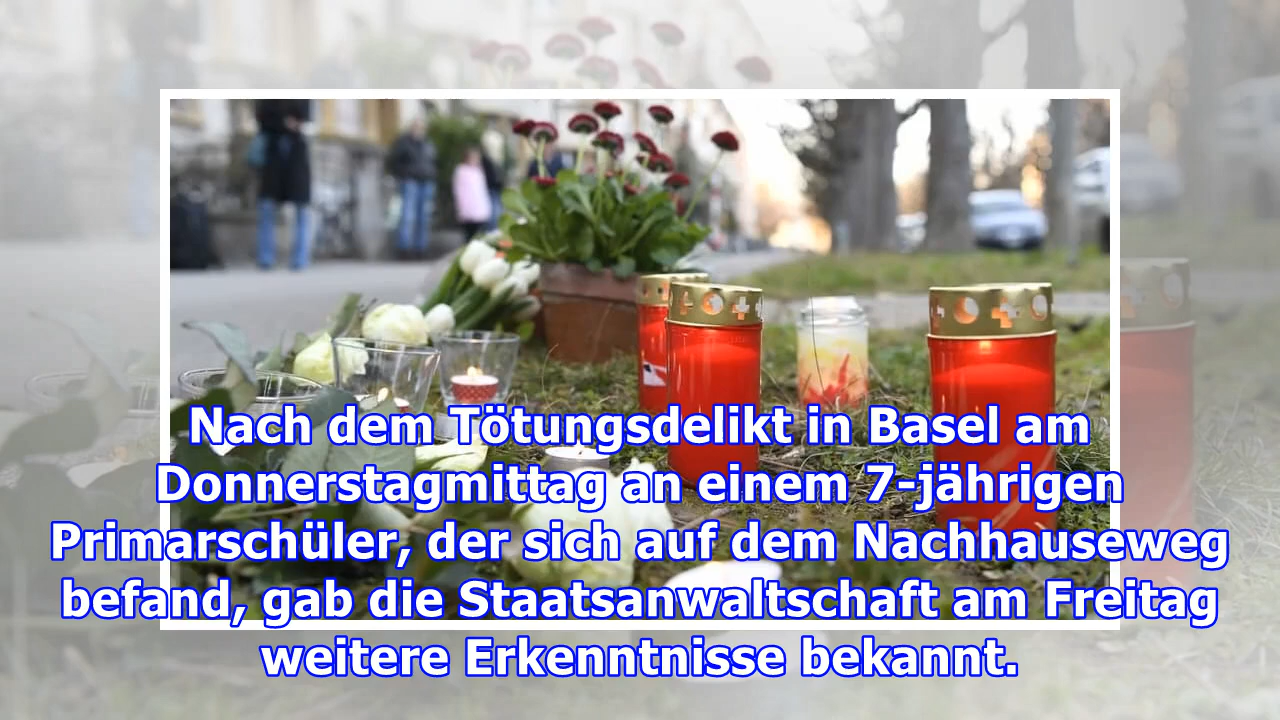 Nach dem Tötungsdelikt in Basel am
Donnerstagmittag an einem 7-jährigen
Primarschüler, der sich auf dem Nachhauseweg
befand, gab die Staatsanwaltschaft am Freitag
weitere Erkenntnisse bekannt.